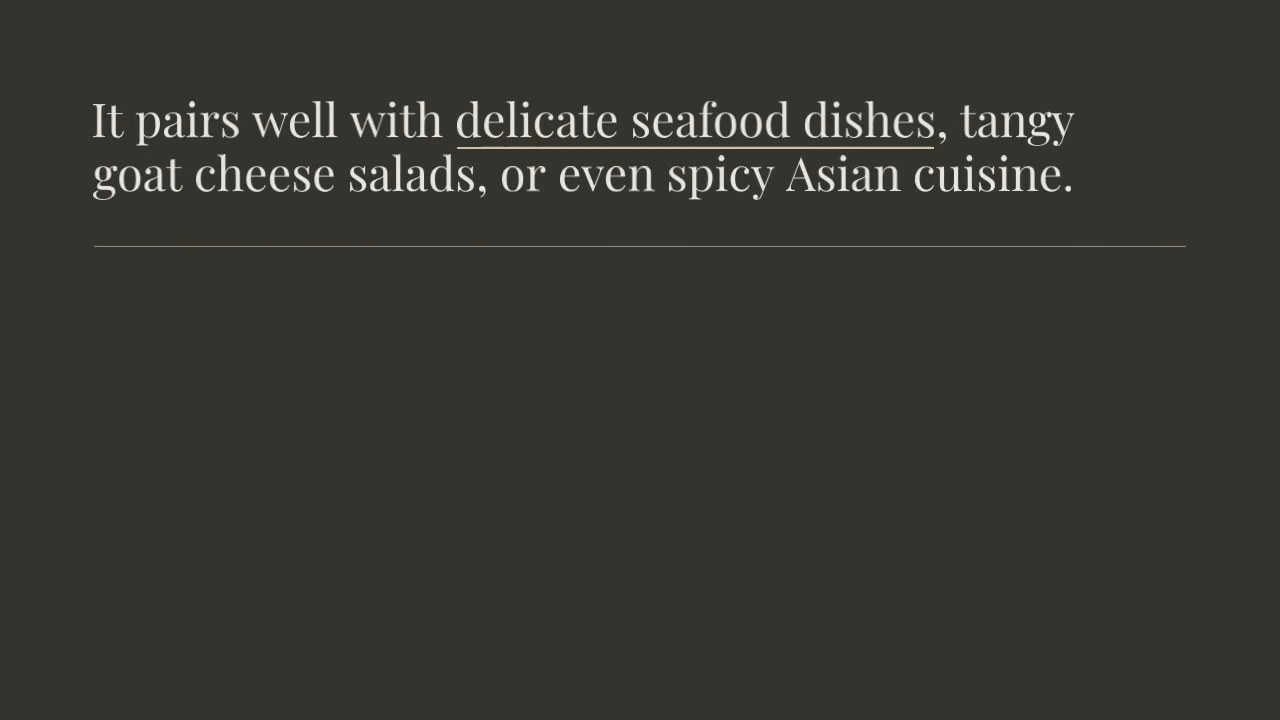 It pairs well with delicate seafood dishes, tangy
goat cheese salads, or even spicy Asian cuisine.